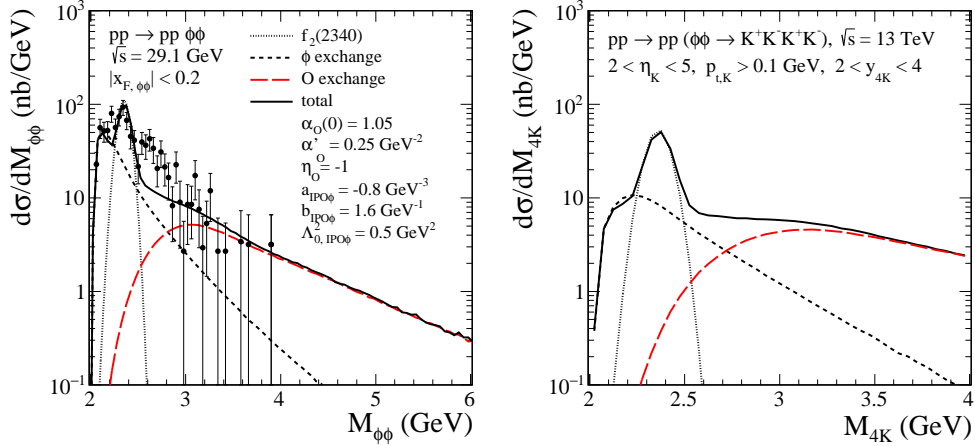 dσ/dM_ϕϕ (nb/GeV)
10³
10²
10
1
10⁻¹
pp → pp ϕϕ
√s = 29.1 GeV
|x_F, ϕϕ| < 0.2
f₂(2340)
ϕ exchange
O exchange
total
α_O(0) = 1.05
α' = 0.25 GeV⁻²
η_O = -1
a_IPOϕ = -0.8 GeV⁻³
b_IPOϕ = 1.6 GeV⁻¹
Λ²_0, IPOϕ = 0.5 GeV²
2 3 4 5 6
M_ϕϕ (GeV)
dσ/dM_4K (nb/GeV)
10³
10²
10
1
10⁻¹
pp → pp (ϕϕ → K⁺K⁻K⁺K⁻), √s = 13 TeV
2 < η_K < 5, p_t,K > 0.1 GeV, 2 < y_4K < 4
2 2.5 3 3.5 4
M_4K (GeV)